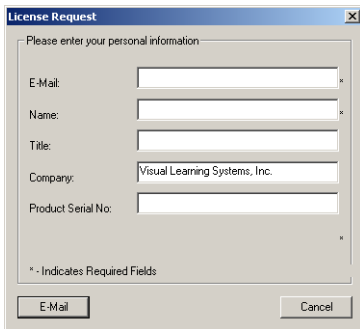 License Request
Please enter your personal information
E-Mail: *
Name: *
Title:
Company: Visual Learning Systems, Inc.
Product Serial No:
*
* - Indicates Required Fields
E-Mail Cancel